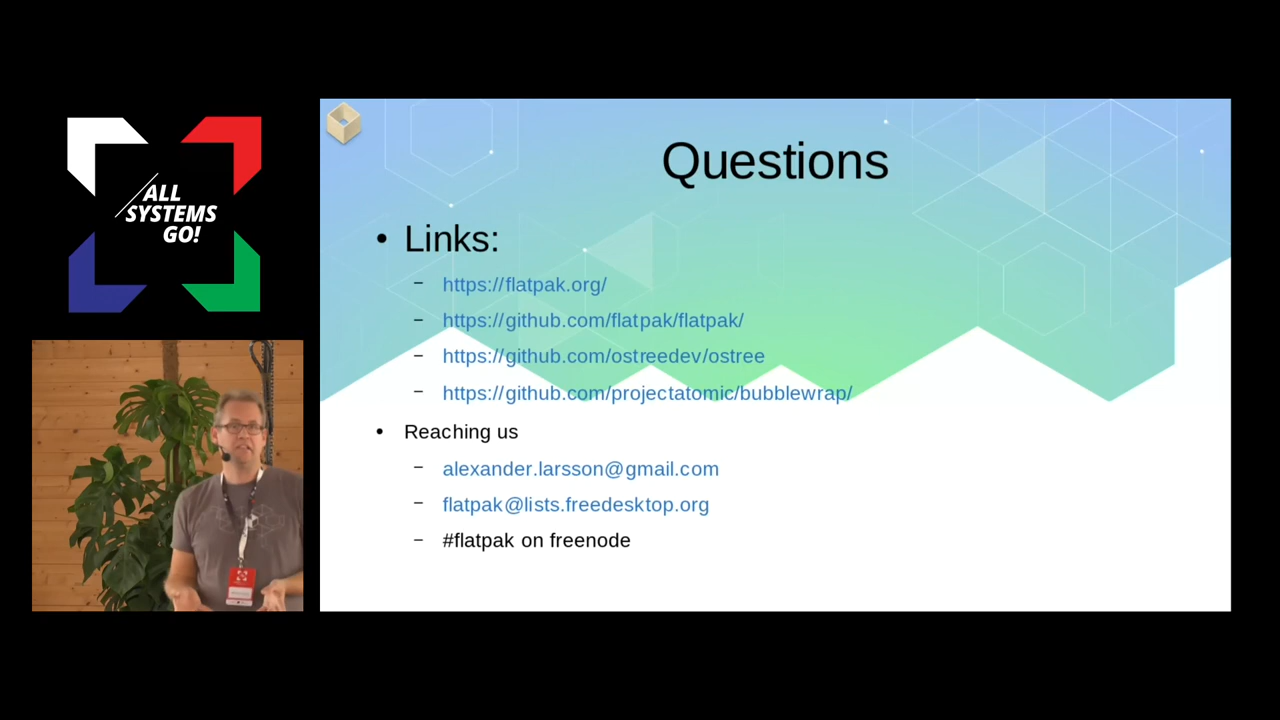 ALL
SYSTEMS
GO!
Questions
• Links:
– https://flatpak.org/
– https://github.com/flatpak/flatpak/
– https://github.com/ostreedev/ostree
– https://github.com/projectatomic/bubblewrap/
• Reaching us
– alexander.larsson@gmail.com
– flatpak@lists.freedesktop.org
– #flatpak on freenode